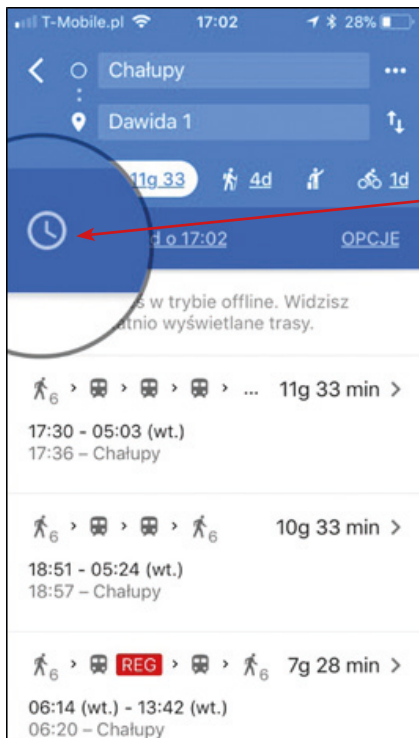 T-Mobile.pl 17:02 28%
Chałupy
Dawida 1
11g 33 4d 1d
d o 17:02 OPCJE
s w trybie offline. Widzisz
atnio wyświetlane trasy.
6 > > > > ... 11g 33 min >
17:30 - 05:03 (wt.)
17:36 – Chałupy
6 > > > 6 10g 33 min >
18:51 - 05:24 (wt.)
18:57 – Chałupy
6 > REG > > 6 7g 28 min >
06:14 (wt.) - 13:42 (wt.)
06:20 – Chałupy